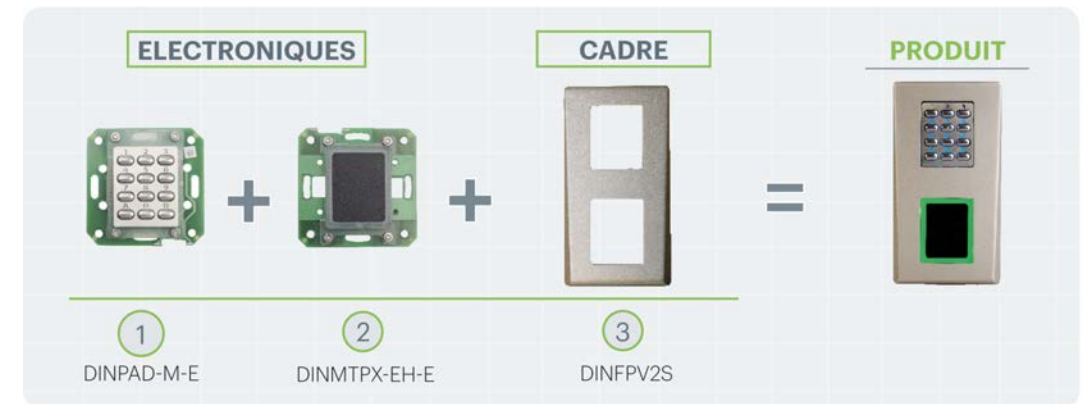 ELECTRONIQUES
CADRE
PRODUIT
+
+
=
1
2
3
DINPAD-M-E
DINMTPX-EH-E
DINFPV2S